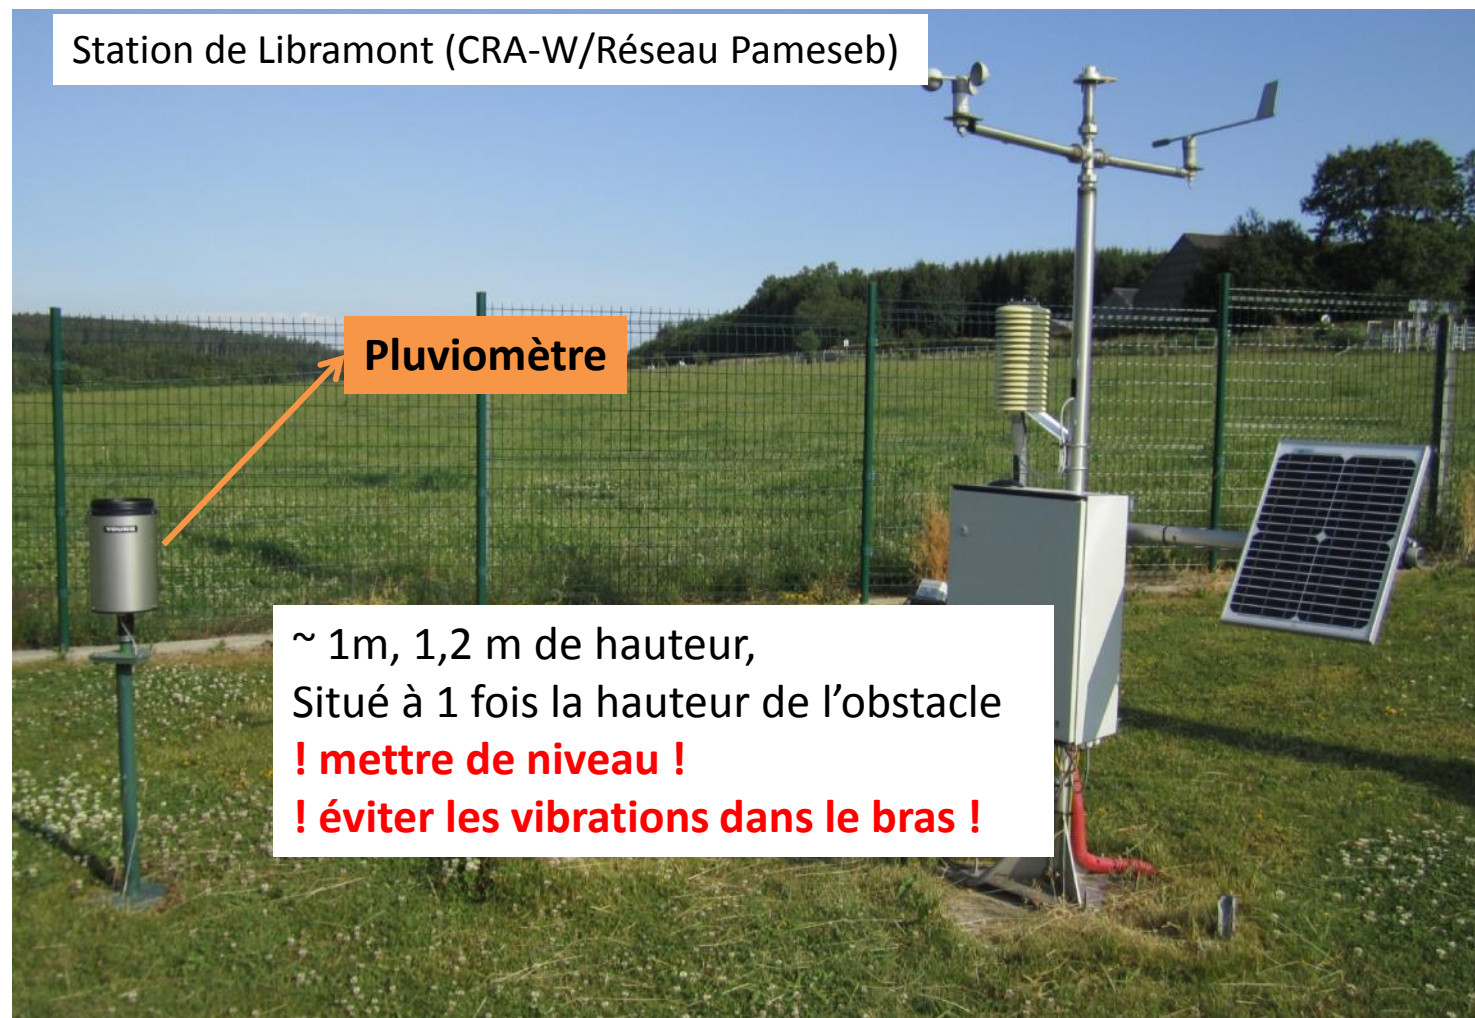 Station de Libramont (CRA-W/Réseau Pameseb)
Pluviomètre
YOUNG
~ 1m, 1,2 m de hauteur,
Situé à 1 fois la hauteur de l’obstacle
! mettre de niveau !
! éviter les vibrations dans le bras !